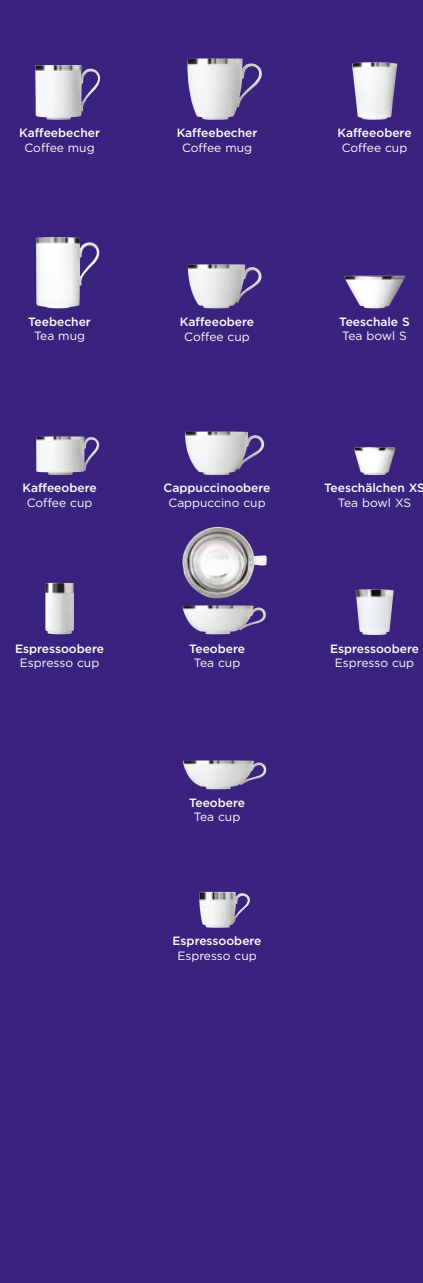 Kaffeebecher
Coffee mug
Kaffeebecher
Coffee mug
Kaffeeobere
Coffee cup
Teebecher
Tea mug
Kaffeeobere
Coffee cup
Teeschale S
Tea bowl S
Kaffeeobere
Coffee cup
Cappuccinoobere
Cappuccino cup
Teeschälchen XS
Tea bowl XS
Espressoobere
Espresso cup
Teeobere
Tea cup
Espressoobere
Espresso cup
Teeobere
Tea cup
Espressoobere
Espresso cup